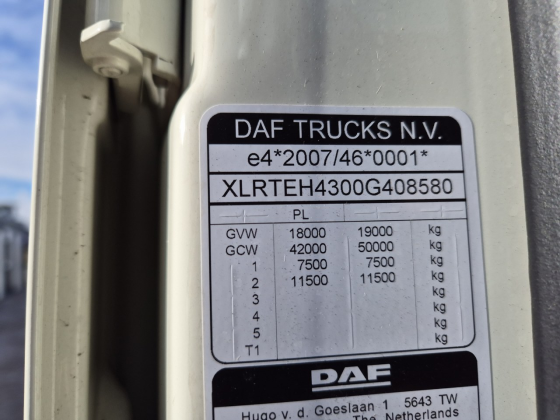 DAF TRUCKS N.V.
e4*2007/46*0001*
XLRTEH4300G408580
PL
GVW 18000 19000 kg
GCW 42000 50000 kg
1 7500 7500 kg
2 11500 11500 kg
3 kg
4 kg
5 kg
T1 kg
DAF
Hugo v. d. Goeslaan 1 5643 TW
The Netherlands